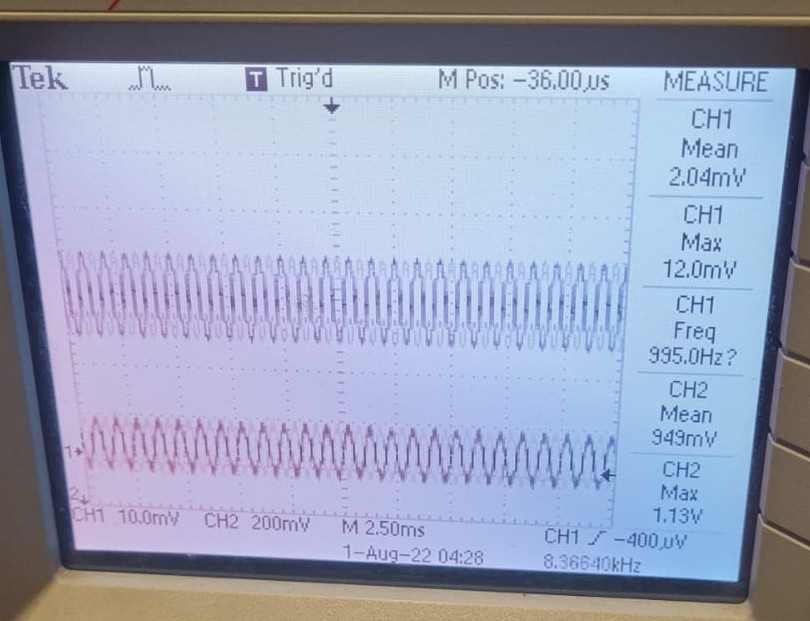 Tek T Trig'd M Pos: -36.00µs MEASURE
CH1
Mean
2.04mV
CH1
Max
12.0mV
CH1
Freq
995.0Hz?
CH2
Mean
949mV
CH2
Max
1.13V
1
2
CH1 10.0mV CH2 200mV M 2.50ms CH1 -400µV
1-Aug-22 04:28 8.36640kHz